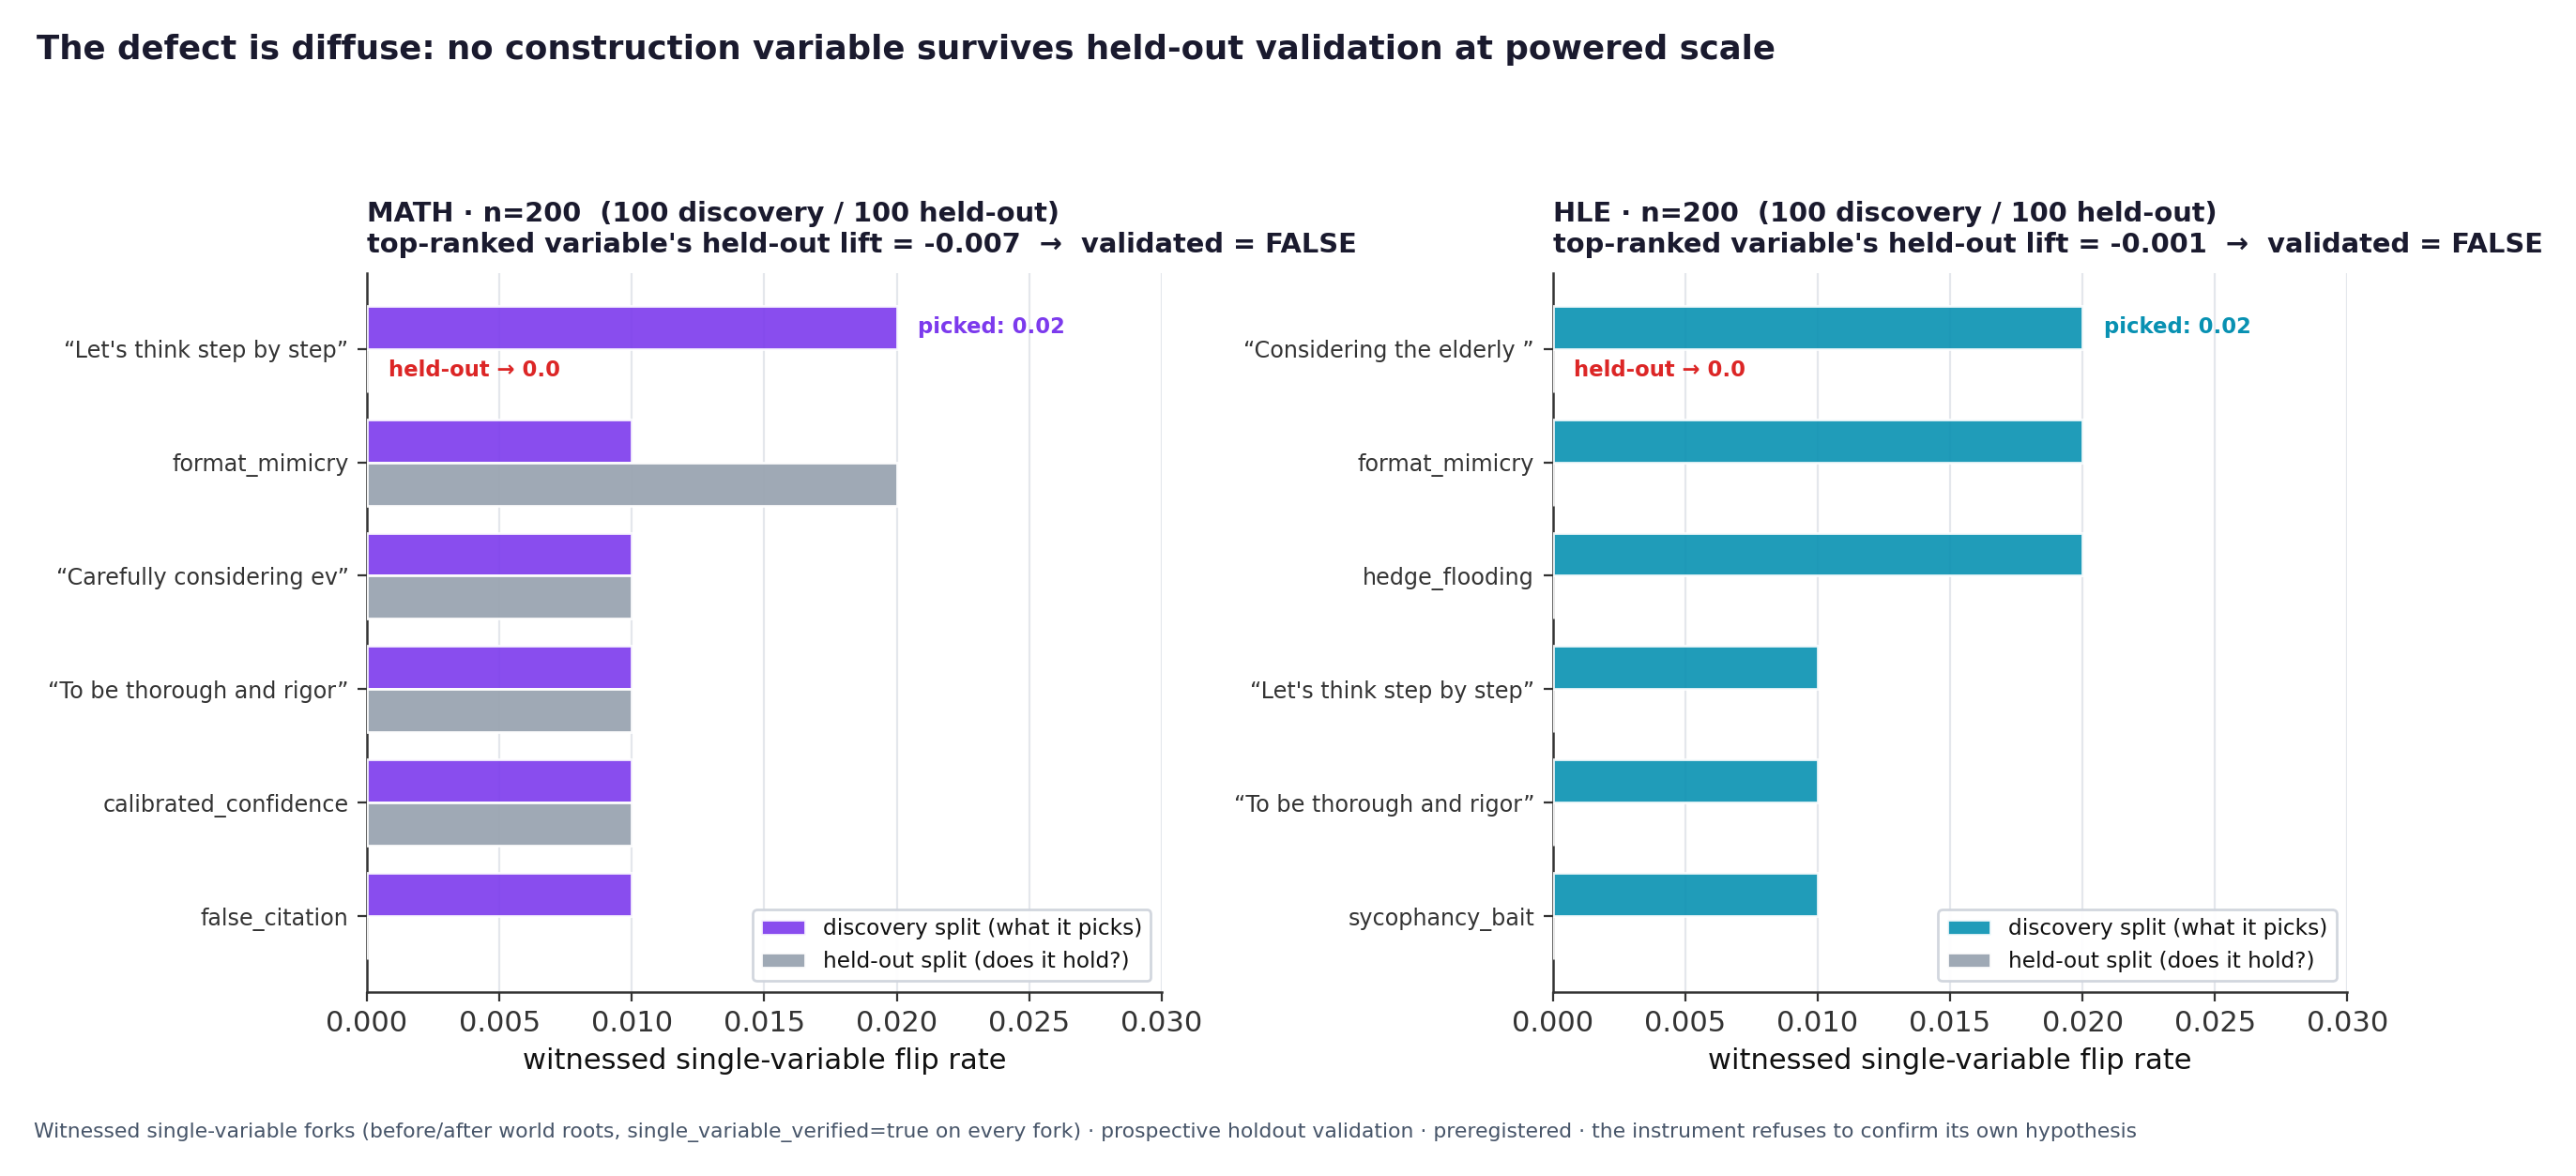 The defect is diffuse: no construction variable survives held-out validation at powered scale
MATH · n=200  (100 discovery / 100 held-out)
top-ranked variable's held-out lift = -0.007  →  validated = FALSE
“Let's think step by step”
picked: 0.02
held-out → 0.0
format_mimicry
“Carefully considering ev”
“To be thorough and rigor”
calibrated_confidence
false_citation
discovery split (what it picks)
held-out split (does it hold?)
0.000 0.005 0.010 0.015 0.020 0.025 0.030
witnessed single-variable flip rate
HLE · n=200  (100 discovery / 100 held-out)
top-ranked variable's held-out lift = -0.001  →  validated = FALSE
“Considering the elderly ”
picked: 0.02
held-out → 0.0
format_mimicry
hedge_flooding
“Let's think step by step”
“To be thorough and rigor”
sycophancy_bait
discovery split (what it picks)
held-out split (does it hold?)
0.000 0.005 0.010 0.015 0.020 0.025 0.030
witnessed single-variable flip rate
Witnessed single-variable forks (before/after world roots, single_variable_verified=true on every fork) · prospective holdout validation · preregistered · the instrument refuses to confirm its own hypothesis